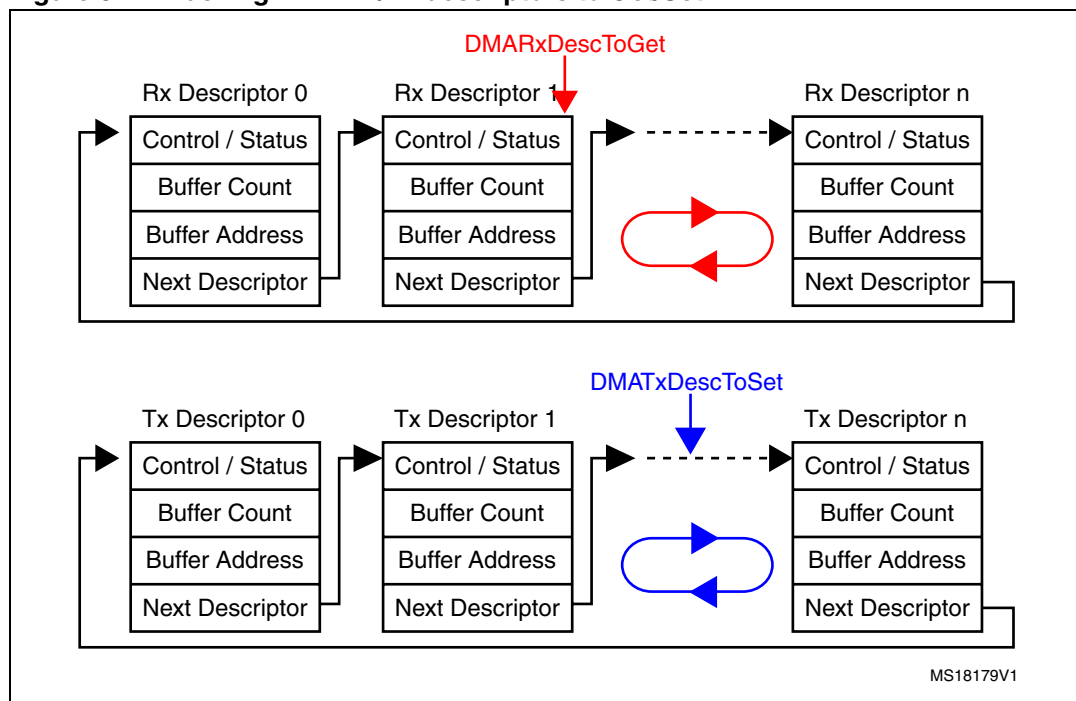 DMARxDescToGet
Rx Descriptor 0 Rx Descriptor 1 Rx Descriptor n
Control / Status Control / Status Control / Status
Buffer Count Buffer Count Buffer Count
Buffer Address Buffer Address Buffer Address
Next Descriptor Next Descriptor Next Descriptor
DMATxDescToSet
Tx Descriptor 0 Tx Descriptor 1 Tx Descriptor n
Control / Status Control / Status Control / Status
Buffer Count Buffer Count Buffer Count
Buffer Address Buffer Address Buffer Address
Next Descriptor Next Descriptor Next Descriptor
MS18179V1